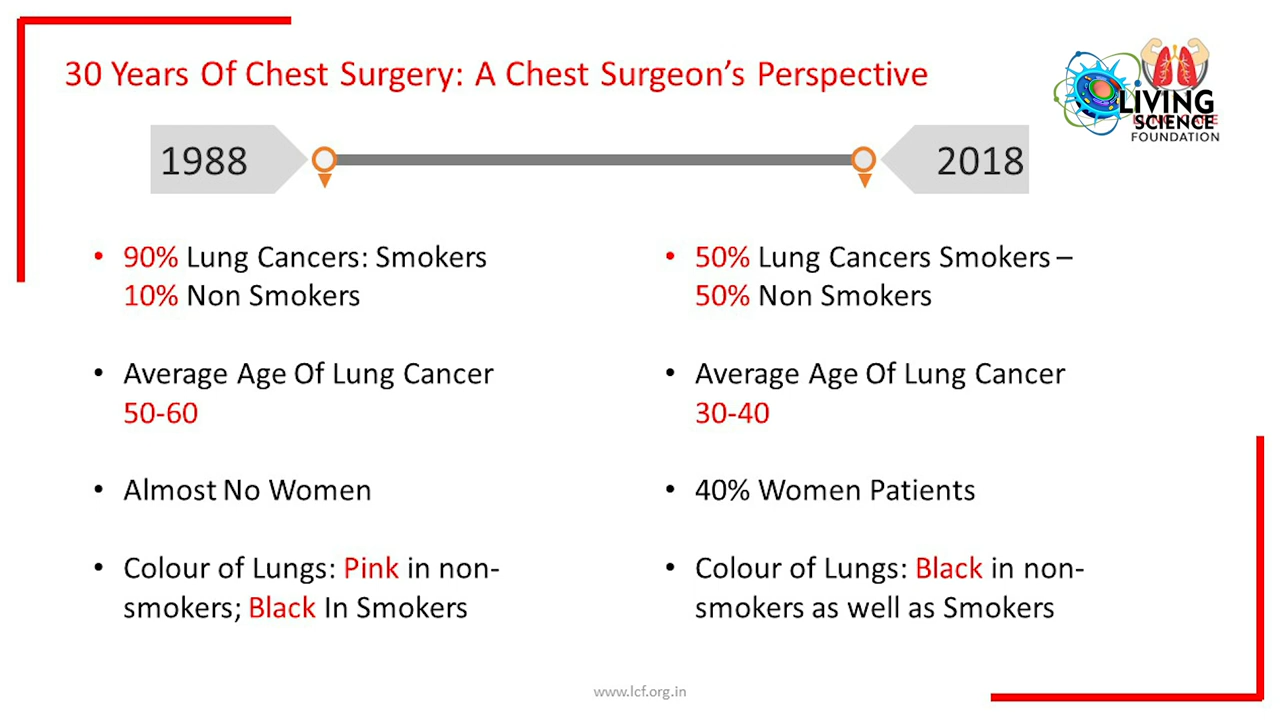 30 Years Of Chest Surgery: A Chest Surgeon's Perspective
LIVING
SCIENCE
FOUNDATION
1988
2018
• 90% Lung Cancers: Smokers
10% Non Smokers
• Average Age Of Lung Cancer
50-60
• Almost No Women
• Colour of Lungs: Pink in non-
smokers; Black In Smokers
• 50% Lung Cancers Smokers –
50% Non Smokers
• Average Age Of Lung Cancer
30-40
• 40% Women Patients
• Colour of Lungs: Black in non-
smokers as well as Smokers
www.lcf.org.in